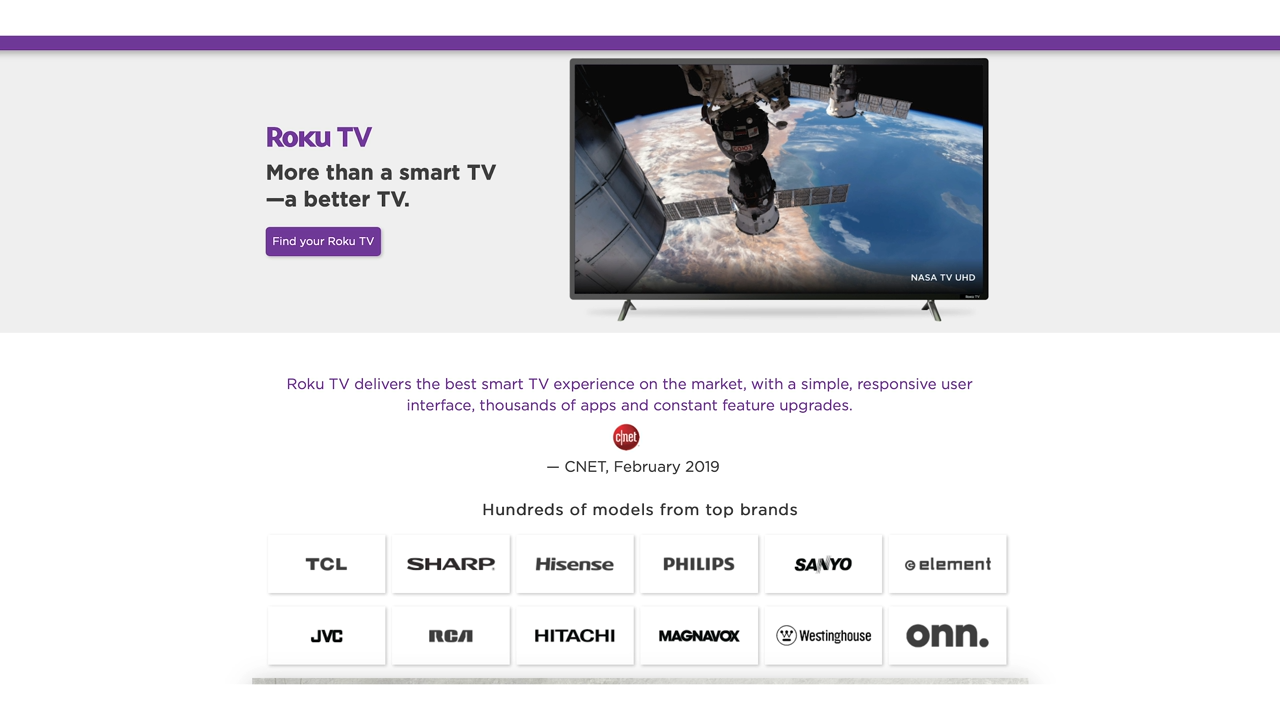 Roku TV
More than a smart TV
—a better TV.
Find your Roku TV
NASA TV UHD
Roku TV
Roku TV delivers the best smart TV experience on the market, with a simple, responsive user
interface, thousands of apps and constant feature upgrades.
c|net
— CNET, February 2019
Hundreds of models from top brands
TCL
SHARP
Hisense
PHILIPS
SANYO
element
JVC
RCA
HITACHI
MAGNAVOX
Westinghouse
onn.